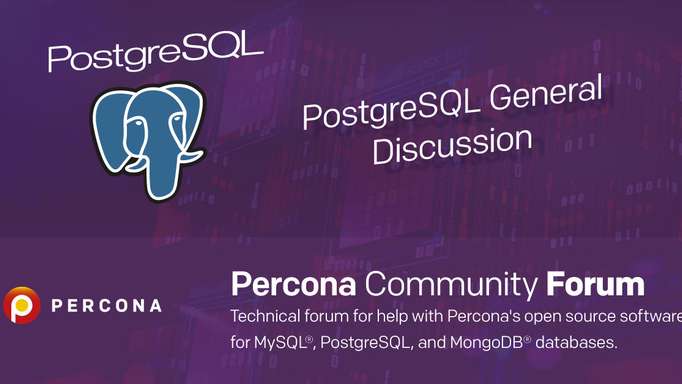 PostgreSQL
PostgreSQL General
Discussion
PERCONA
Percona Community Forum
Technical forum for help with Percona's open source software
for MySQL®, PostgreSQL, and MongoDB® databases.